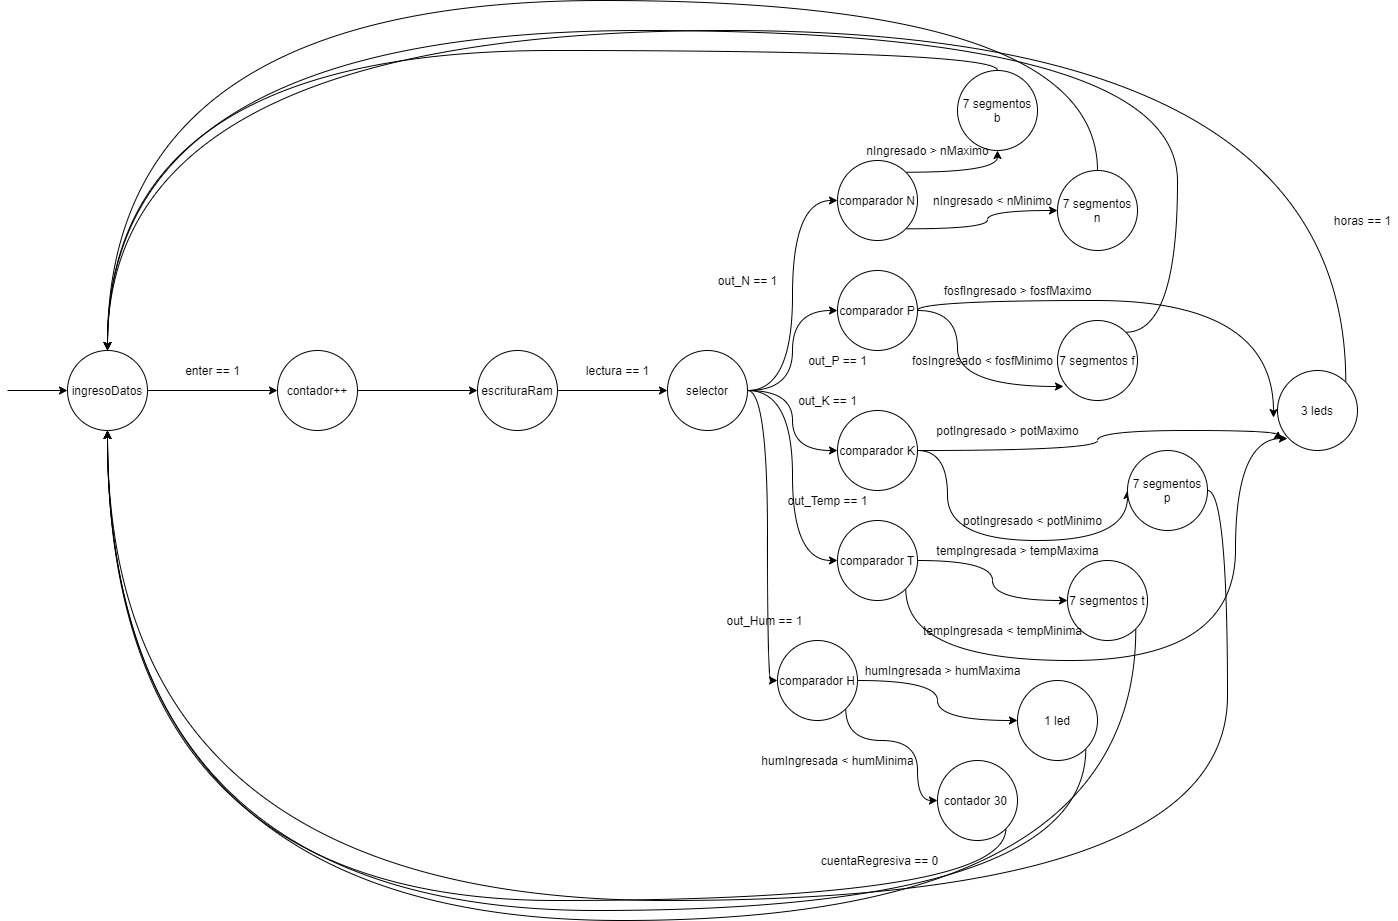 7 segmentos
b
nIngresado > nMaximo
comparador N
nIngresado < nMinimo
7 segmentos
n
horas == 1
out_N == 1
fosfIngresado > fosfMaximo
comparador P
out_P == 1
fosIngresado < fosfMinimo
7 segmentos f
enter == 1
lectura == 1
ingresoDatos
contador++
escrituraRam
selector
out_K == 1
3 leds
potIngresado > potMaximo
comparador K
7 segmentos
p
out_Temp == 1
potIngresado < potMinimo
tempIngresada > tempMaxima
comparador T
7 segmentos t
out_Hum == 1
tempIngresada < tempMinima
humIngresada > humMaxima
comparador H
1 led
humIngresada < humMinima
contador 30
cuentaRegresiva == 0